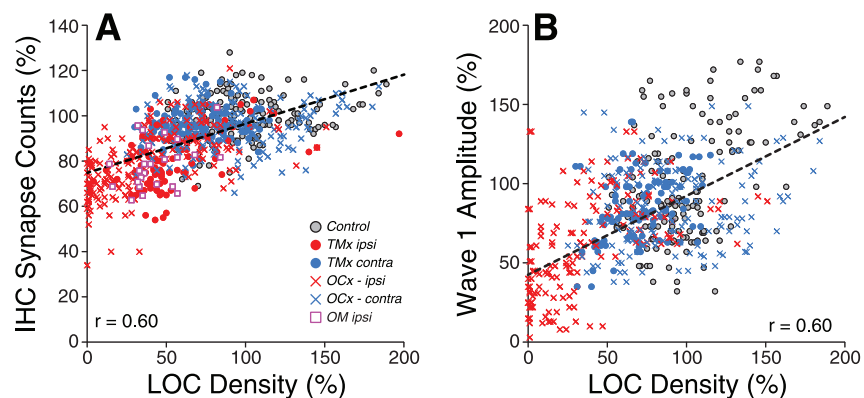 A
IHC Synapse Counts (%)
140
120
100
80
60
40
20
0
0
50
100
150
200
LOC Density (%)
r = 0.60
Control
TMx ipsi
TMx contra
OCx - ipsi
OCx - contra
OM ipsi
B
Wave 1 Amplitude (%)
200
150
100
50
0
0
50
100
150
200
LOC Density (%)
r = 0.60